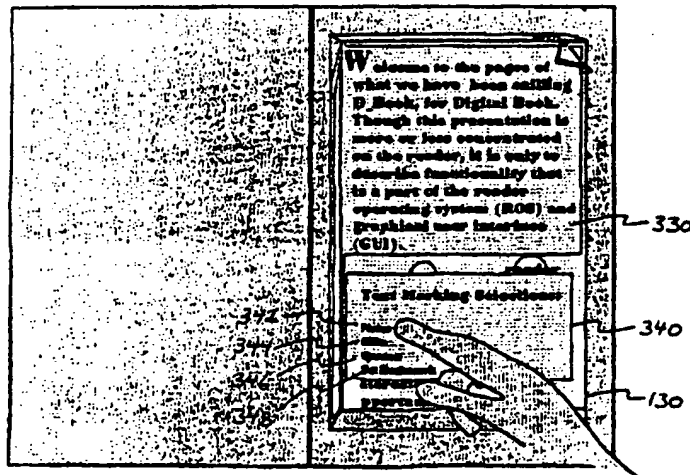 Welcome to the pages of
what we have been calling
D_Book, for Digital Book.
Though this presentation is
more or less concentrated
on the reader, it is only to
describe functionality that
is a part of the reader
operating system (ROS) and
graphical user interface
(GUI).
330
Text Marking Selections:
342
340
344
346
348
130